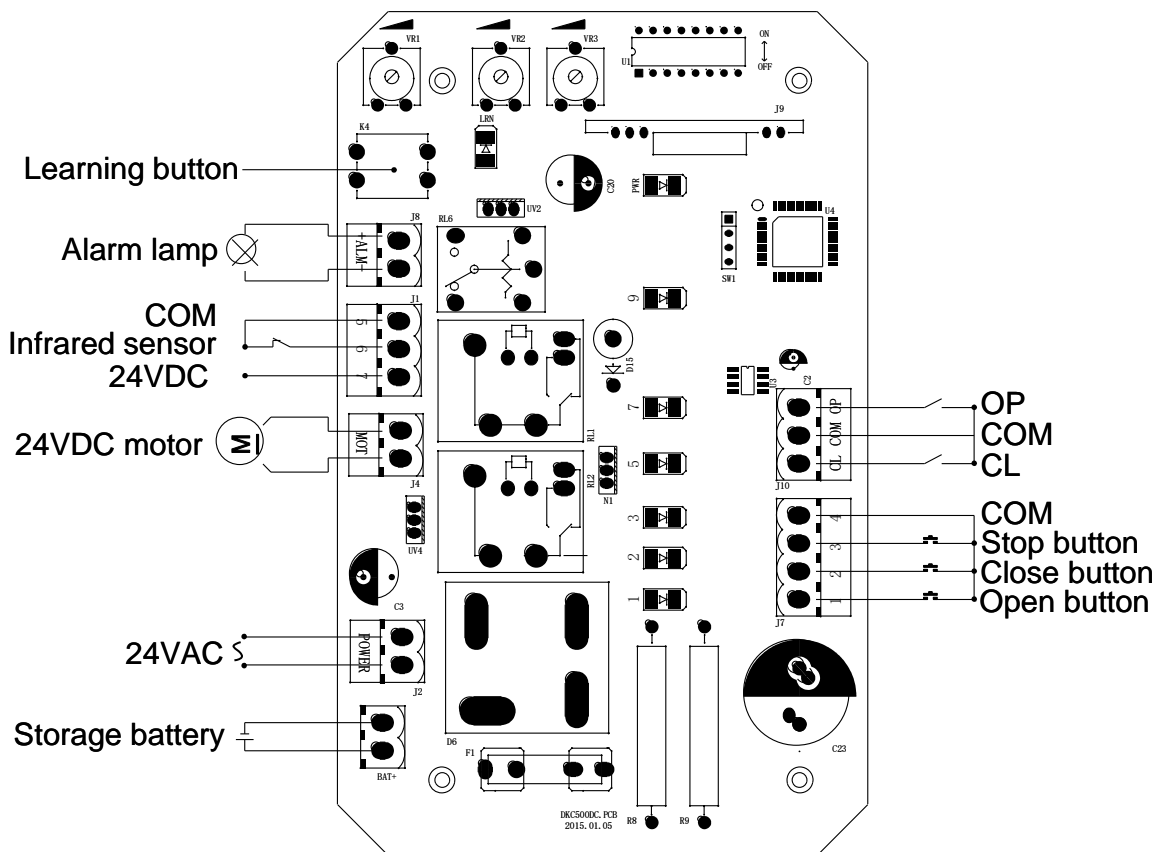 VR1
VR2
VR3
U1
ON
OFF
J9
K4
LRN
Learning button
C20
PWR
UV2
J8
RL6
U4
+ALM-
Alarm lamp
SW1
J1
COM
5
9
Infrared sensor
6
24VDC
7
D15
C2
U3
7
OP
OP
24VDC motor
MOT
RL1
COM
COM
5
CL
CL
J4
RL2
N1
J10
3
4
COM
UV4
3
Stop button
2
2
Close button
1
1
Open button
C3
J7
24VAC
POWER
J2
Storage battery
D6
C23
F1
BAT+
DKC500DC.PCB
2015.01.05
R8
R9